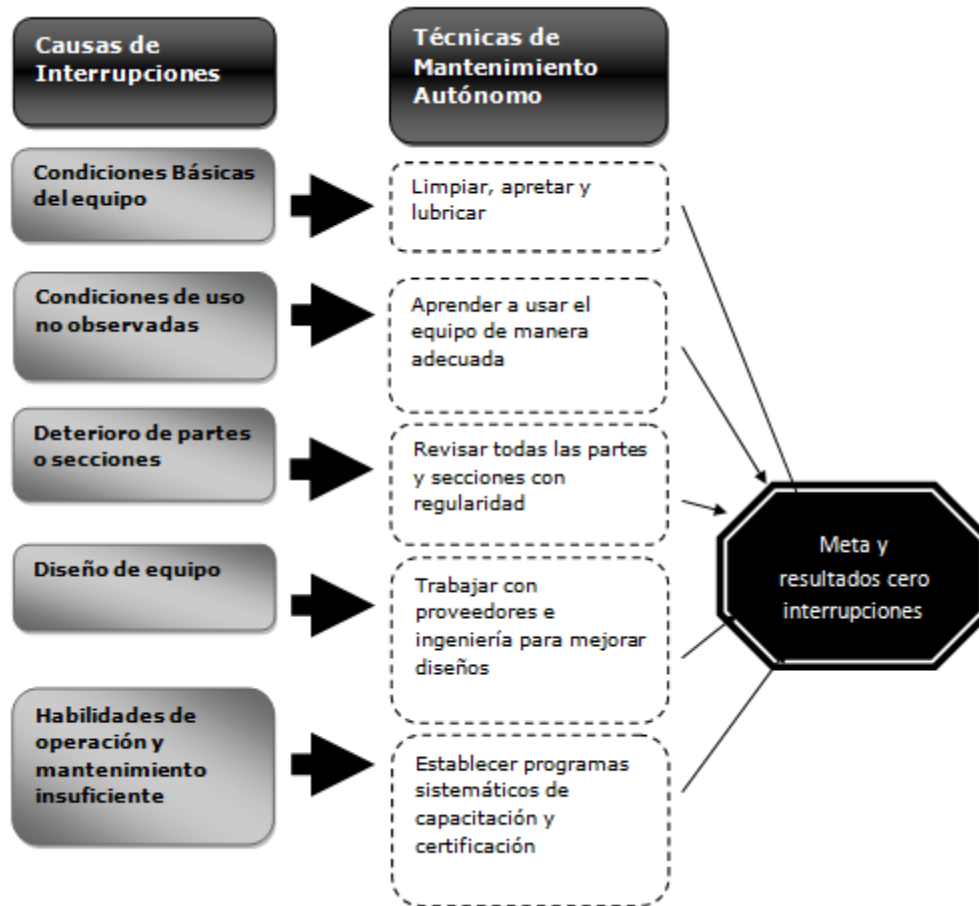 Causas de
Interrupciones
Técnicas de
Mantenimiento
Autónomo
Condiciones Básicas
del equipo
Limpiar, apretar y
lubricar
Condiciones de uso
no observadas
Aprender a usar el
equipo de manera
adecuada
Deterioro de partes
o secciones
Revisar todas las partes
y secciones con
regularidad
Diseño de equipo
Trabajar con
proveedores e
ingeniería para mejorar
diseños
Habilidades de
operación y
mantenimiento
insuficiente
Establecer programas
sistemáticos de
capacitación y
certificación
Meta y
resultados cero
interrupciones